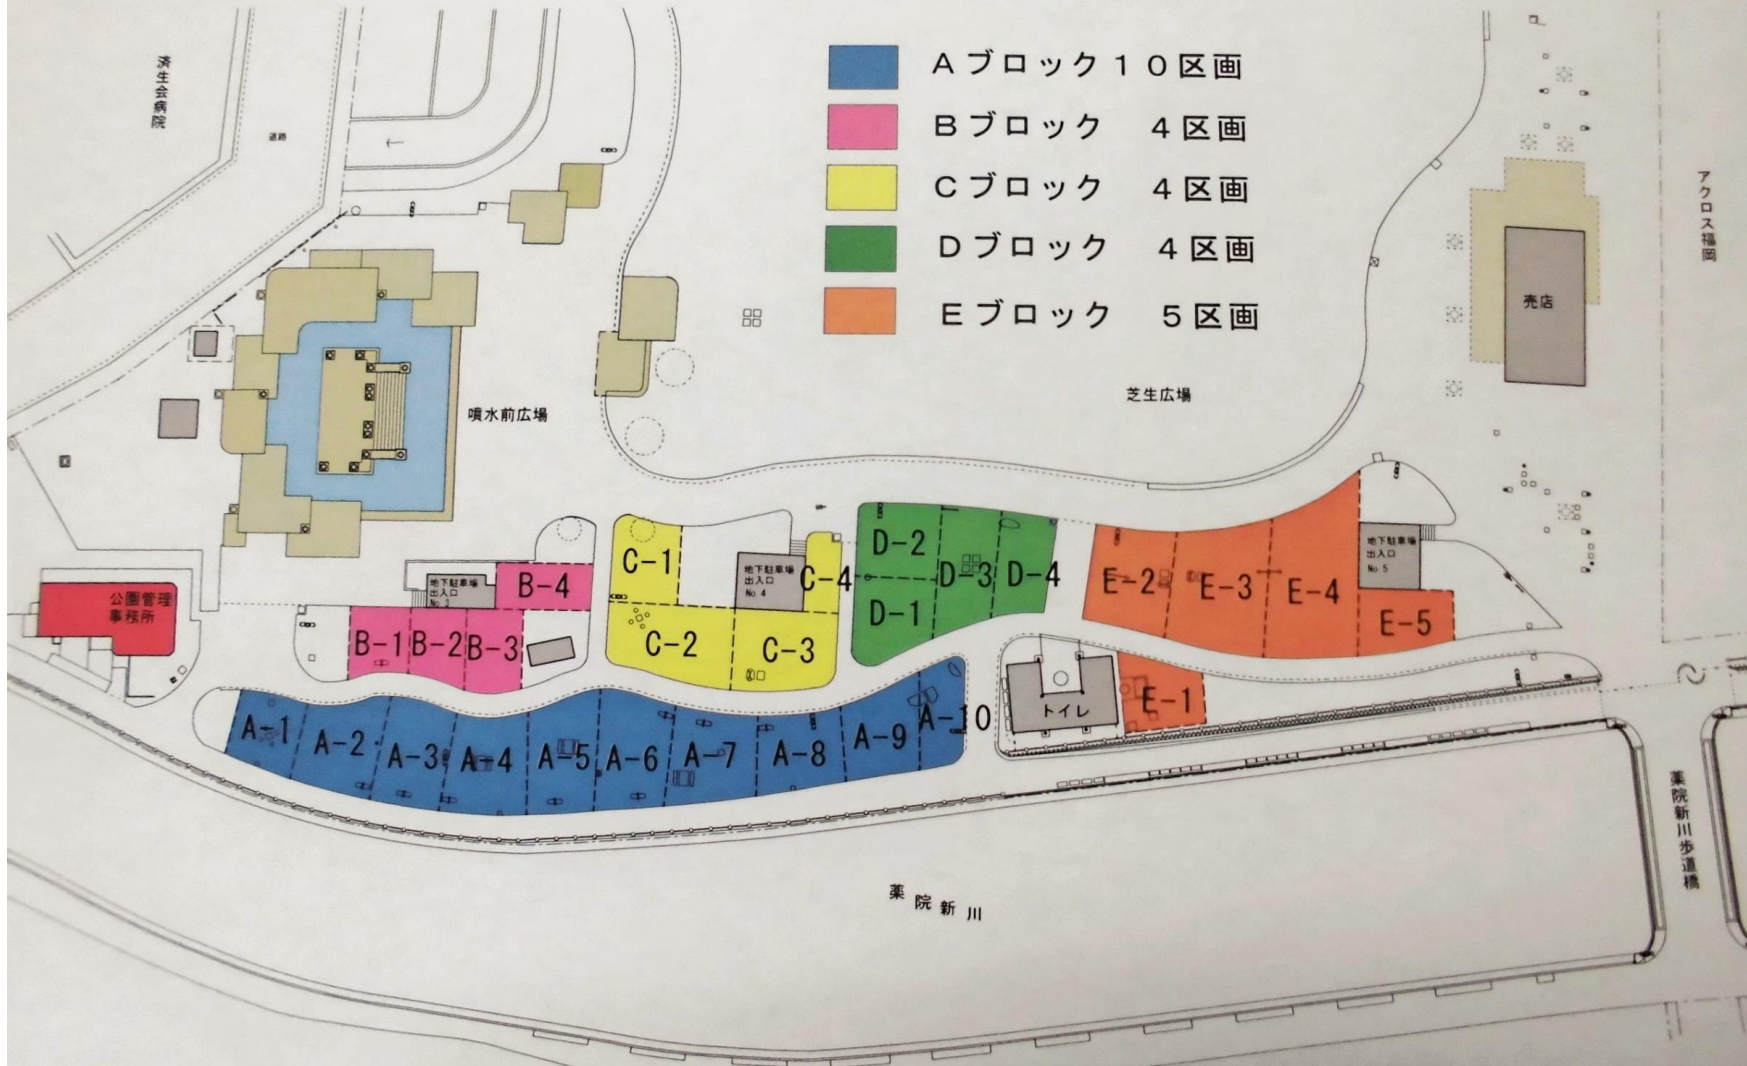 済生会病院
道路
Aブロック10区画
Bブロック 4区画
Cブロック 4区画
Dブロック 4区画
Eブロック 5区画
アクロス福岡
売店
芝生広場
噴水前広場
公園管理
事務所
地下駐車場
出入口
No 3
B-4
B-1
B-2
B-3
C-1
地下駐車場
出入口
No 4
C-4
C-2
C-3
D-2
D-3
D-4
D-1
E-2
E-3
E-4
地下駐車場
出入口
No 5
E-5
E-1
トイレ
A-1
A-2
A-3
A-4
A-5
A-6
A-7
A-8
A-9
A-10
薬院新川
薬院新川歩道橋